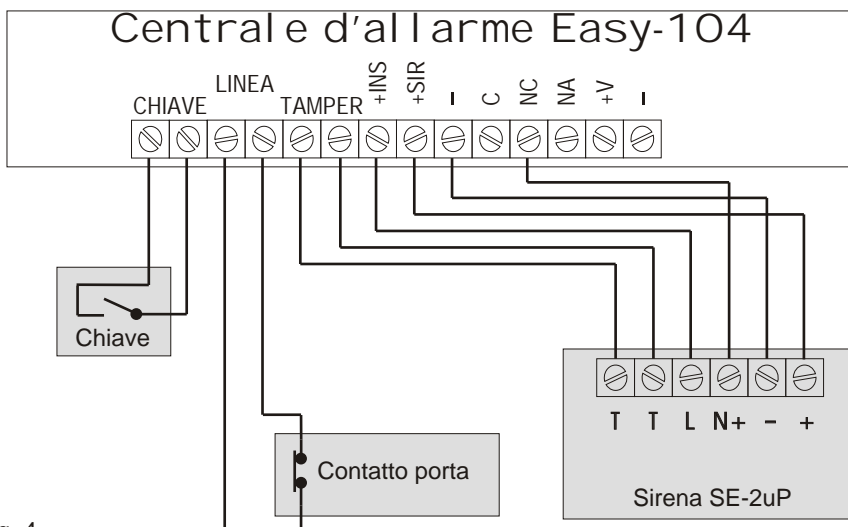 Centrale d'allarme Easy-104
CHIAVE LINEA TAMPER +INS +SIR – C NC NA +V –
Chiave
Contatto porta
T T L N+ – +
Sirena SE-2uP